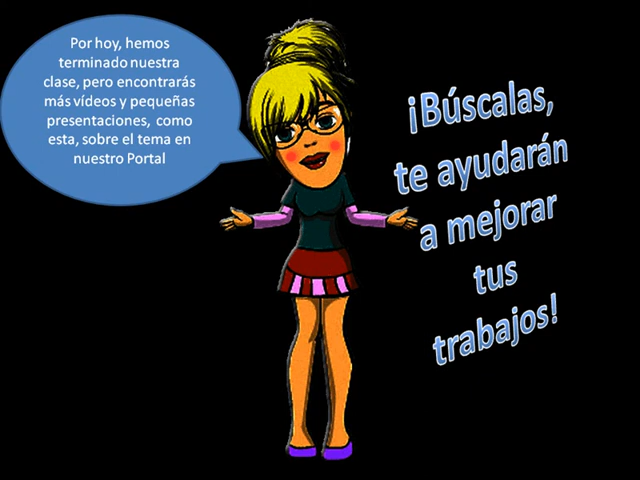 Por hoy, hemos
terminado nuestra
clase, pero encontrarás
más vídeos y pequeñas
presentaciones, como
esta, sobre el tema en
nuestro Portal
¡Búscalas,
te ayudarán
a mejorar
tus
trabajos!